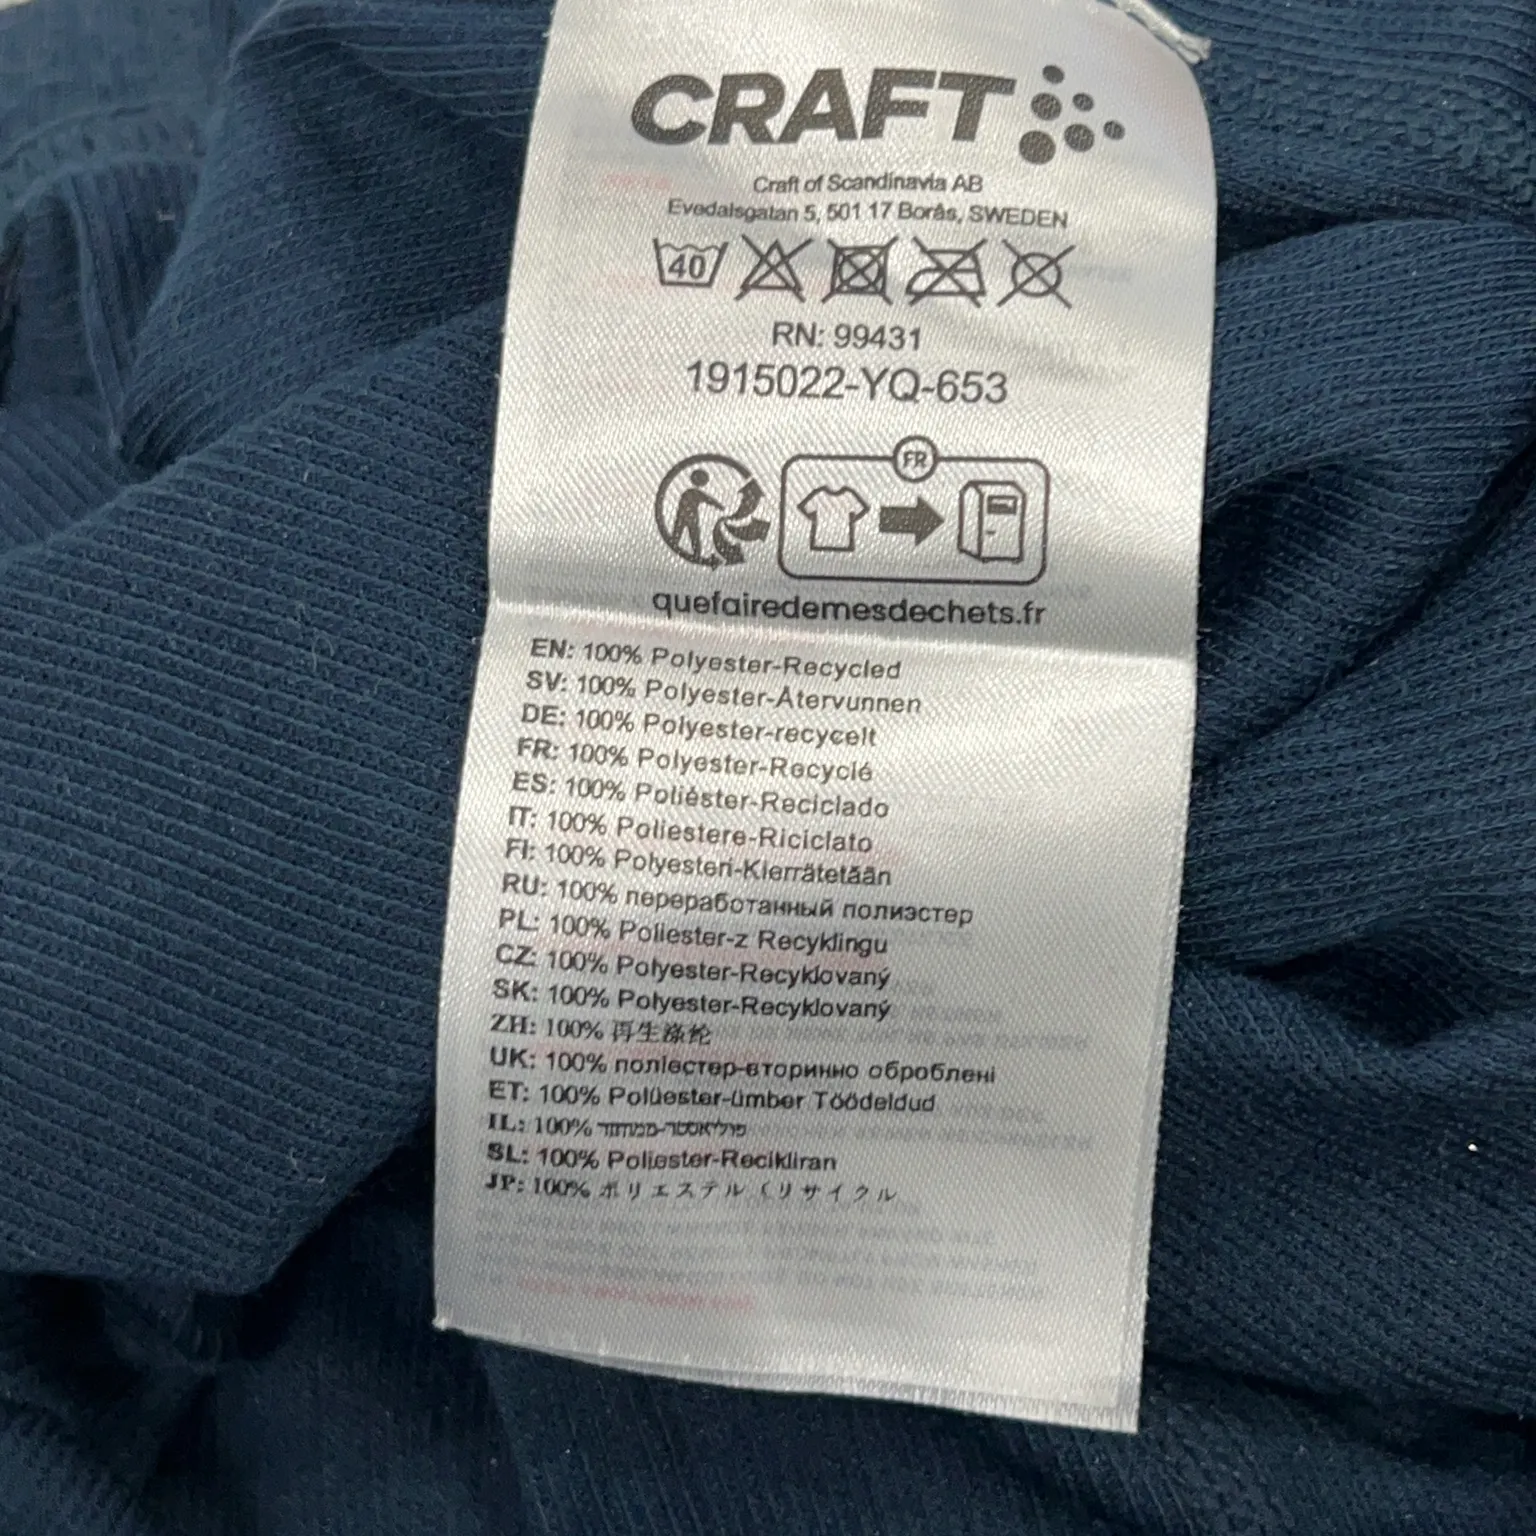 CRAFT
Craft of Scandinavia AB
Evedalsgatan 5, 501 17 Borås, SWEDEN
40
RN: 99431
1915022-YQ-653
FR
quefairedemesdechets.fr
EN: 100% Polyester-Recycled
SV: 100% Polyester-Återvunnen
DE: 100% Polyester-recycelt
FR: 100% Polyester-Recyclé
ES: 100% Poliéster-Reciclado
IT: 100% Poliestere-Riciclato
FI: 100% Polyesteri-Kierrätetään
RU: 100% переработанный полиэстер
PL: 100% Poliester-z Recyklingu
CZ: 100% Polyester-Recyklovaný
SK: 100% Polyester-Recyklovaný
ZH: 100% 再生涤纶
UK: 100% поліестер-вторинно оброблені
ET: 100% Polüester-ümber Töödeldud
IL: 100% פוליאסטר-ממחזור
SL: 100% Poliester-Recikliran
JP: 100% ポリエステル (リサイクル